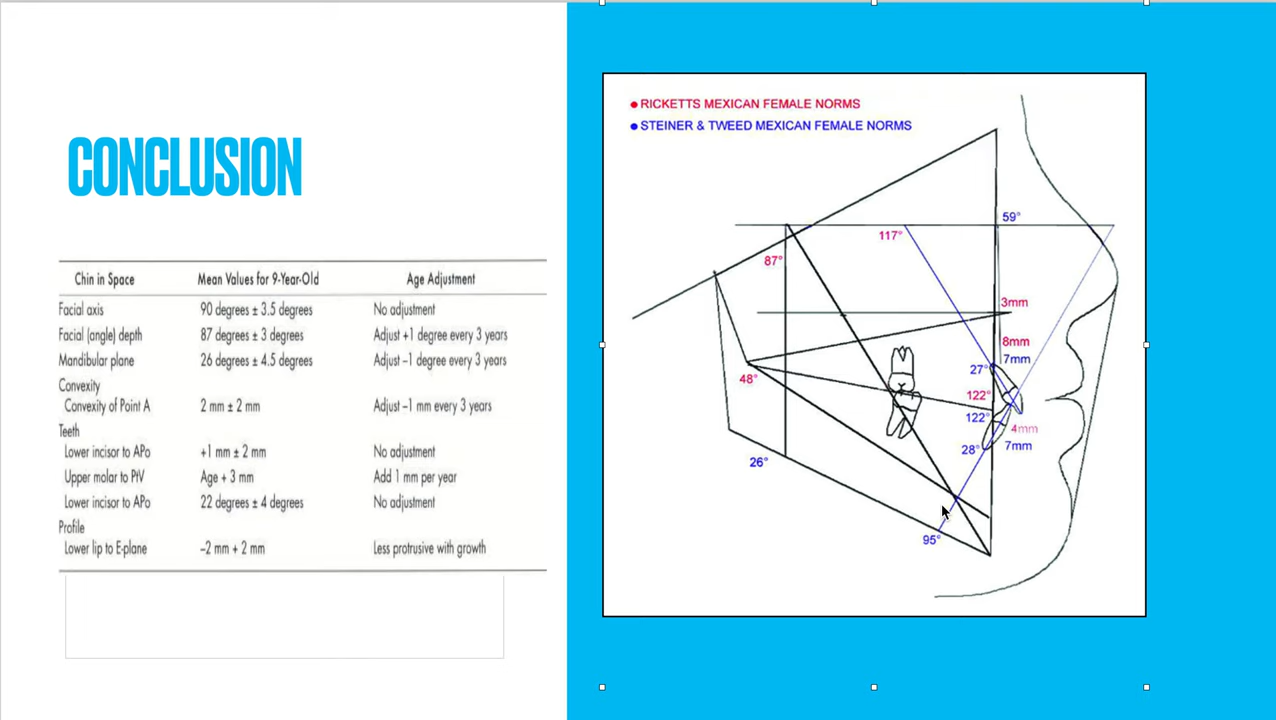 CONCLUSION
Chin in Space Mean Values for 9-Year-Old Age Adjustment
Facial axis 90 degrees ± 3.5 degrees No adjustment
Facial (angle) depth 87 degrees ± 3 degrees Adjust +1 degree every 3 years
Mandibular plane 26 degrees ± 4.5 degrees Adjust –1 degree every 3 years
Convexity
Convexity of Point A 2 mm ± 2 mm Adjust –1 mm every 3 years
Teeth
Lower incisor to APo +1 mm ± 2 mm No adjustment
Upper molar to PtV Age + 3 mm Add 1 mm per year
Lower incisor to APo 22 degrees ± 4 degrees No adjustment
Profile
Lower lip to E-plane –2 mm + 2 mm Less protrusive with growth
RICKETTS MEXICAN FEMALE NORMS
STEINER & TWEED MEXICAN FEMALE NORMS
59°
117°
87°
3mm
8mm
7mm
27°
48°
122°
122°
4mm
7mm
28°
26°
95°